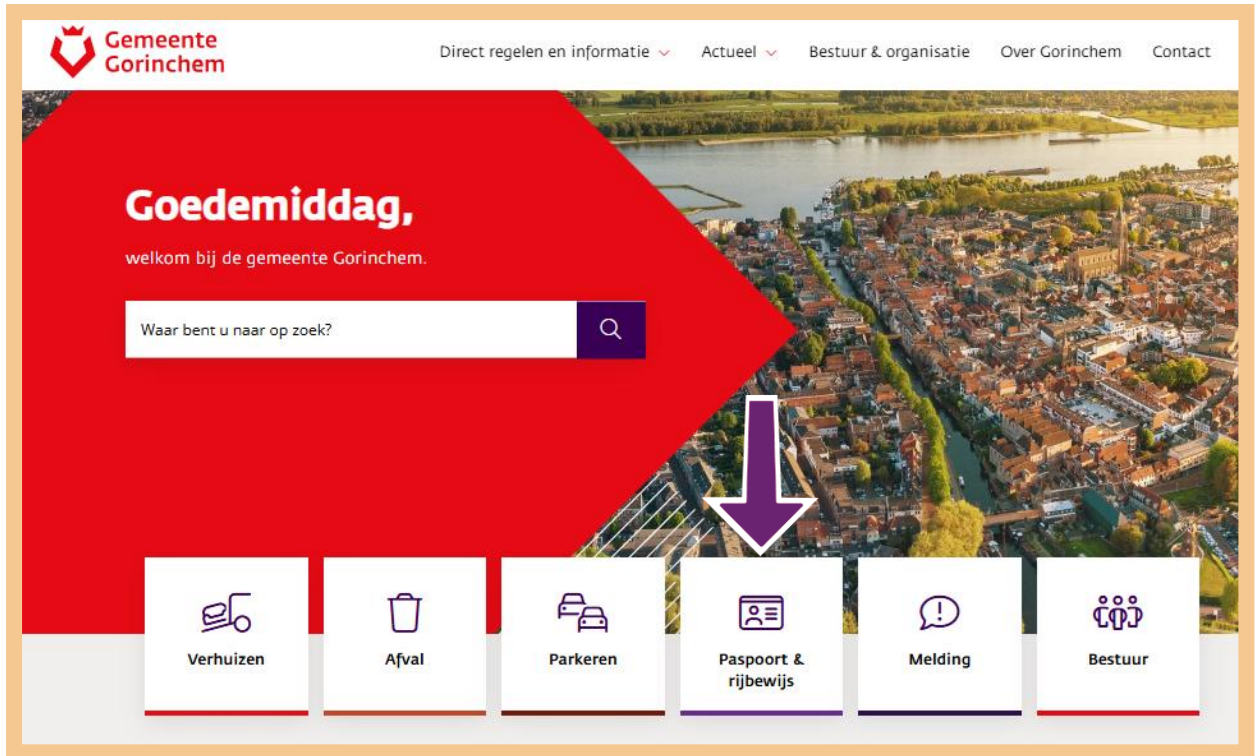 Gemeente
Gorinchem
Direct regelen en informatie
Actueel
Bestuur & organisatie
Over Gorinchem
Contact
Goedemiddag,
welkom bij de gemeente Gorinchem.
Waar bent u naar op zoek?
Verhuizen
Afval
Parkeren
Paspoort &
rijbewijs
Melding
Bestuur